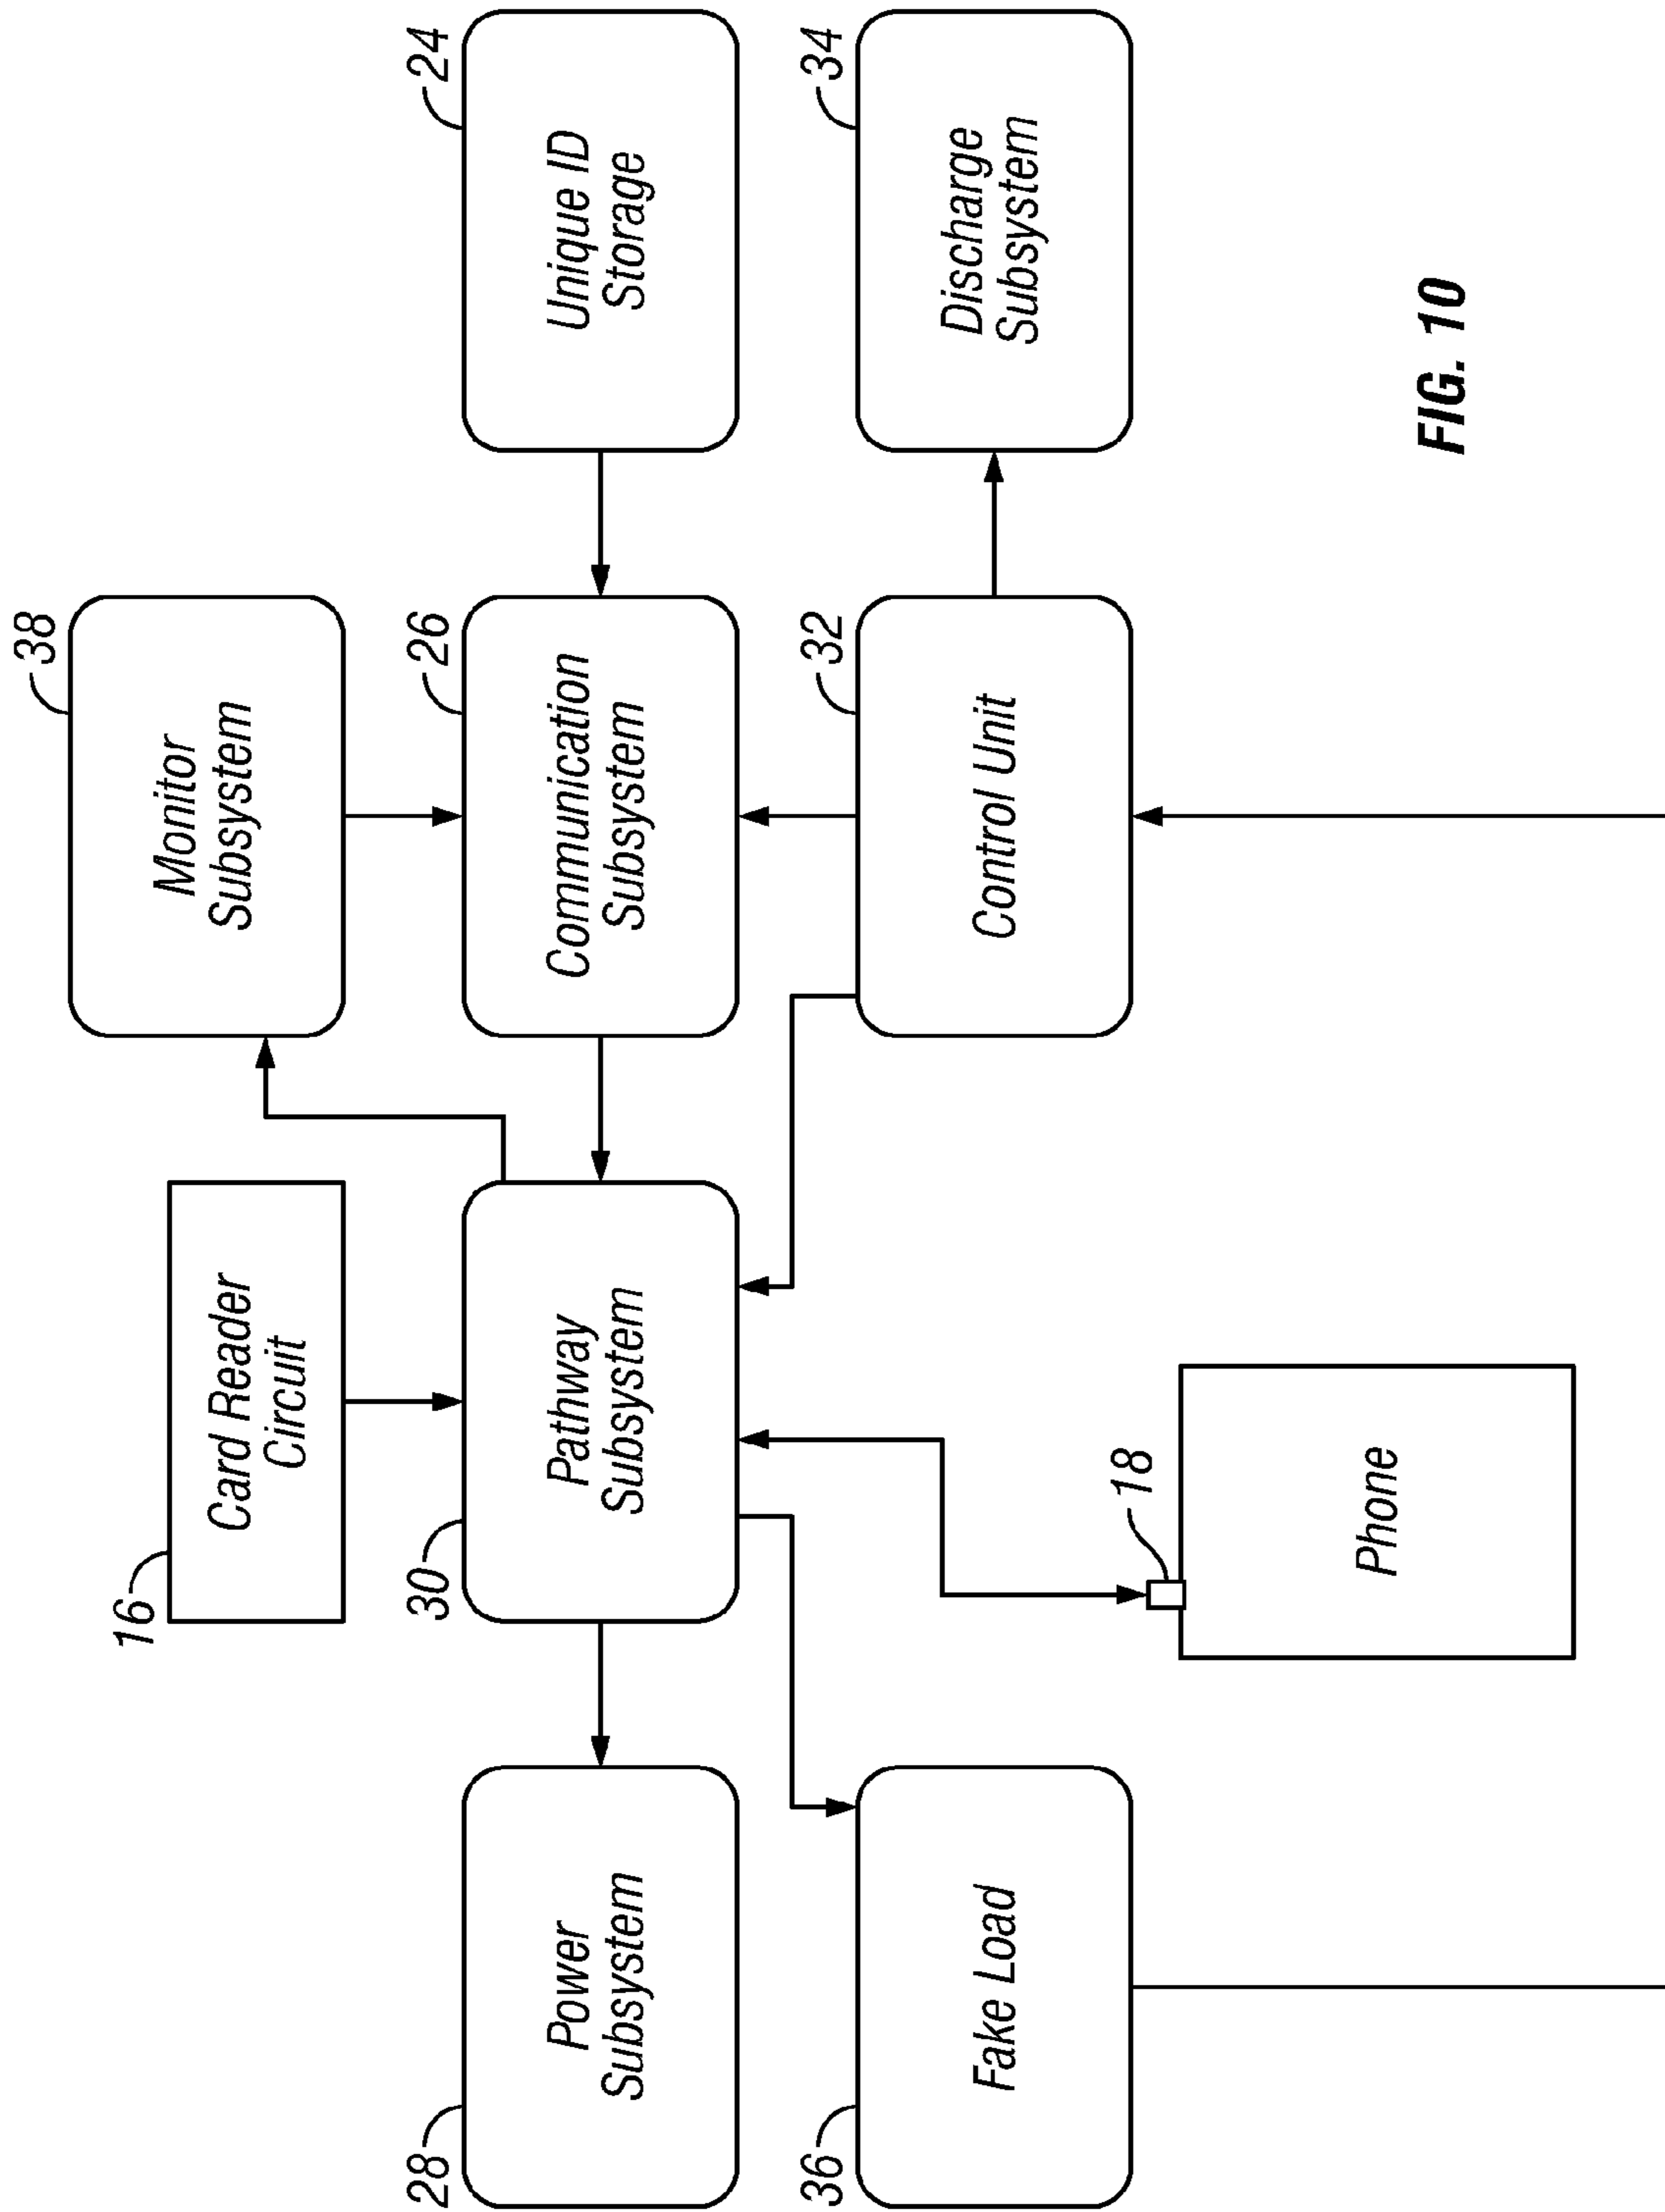 38
Monitor
Subsystem
16
Card Reader
Circuit
28
Power
Subsystem
30
Pathway
Subsystem
26
Communication
Subsystem
24
Unique ID
Storage
36
Fake Load
32
Control Unit
34
Discharge
Subsystem
18
Phone
FIG. 10